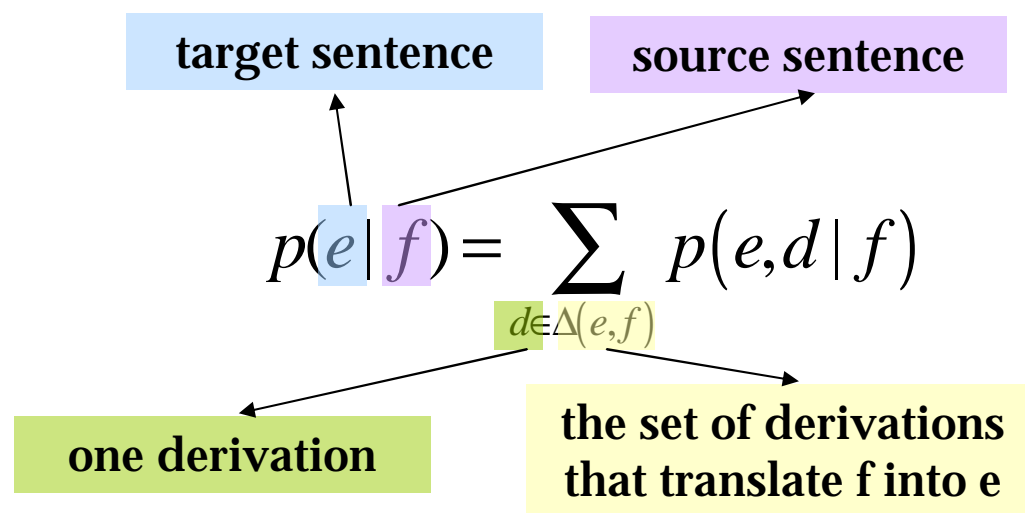 target sentence
source sentence
p(e | f) = ∑ p(e,d | f)
d∈Δ(e,f)
one derivation
the set of derivations
that translate f into e